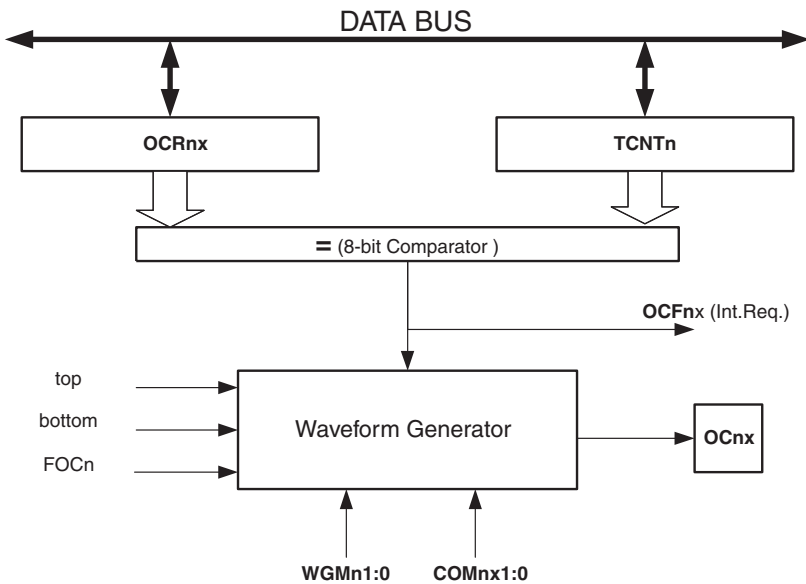 DATA BUS
OCRnx
TCNTn
= (8-bit Comparator )
OCFnx (Int.Req.)
top
bottom
FOCn
Waveform Generator
OCnx
WGMn1:0
COMnx1:0